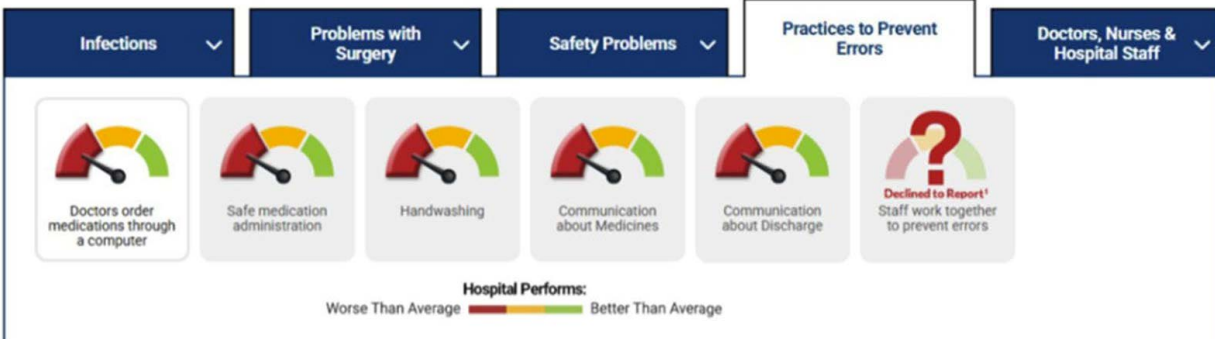 Infections
Problems with
Surgery
Safety Problems
Practices to Prevent
Errors
Doctors, Nurses &
Hospital Staff
Doctors order
medications through
a computer
Safe medication
administration
Handwashing
Communication
about Medicines
Communication
about Discharge
?
Declined to Report¹
Staff work together
to prevent errors
Hospital Performs:
Worse Than Average Better Than Average